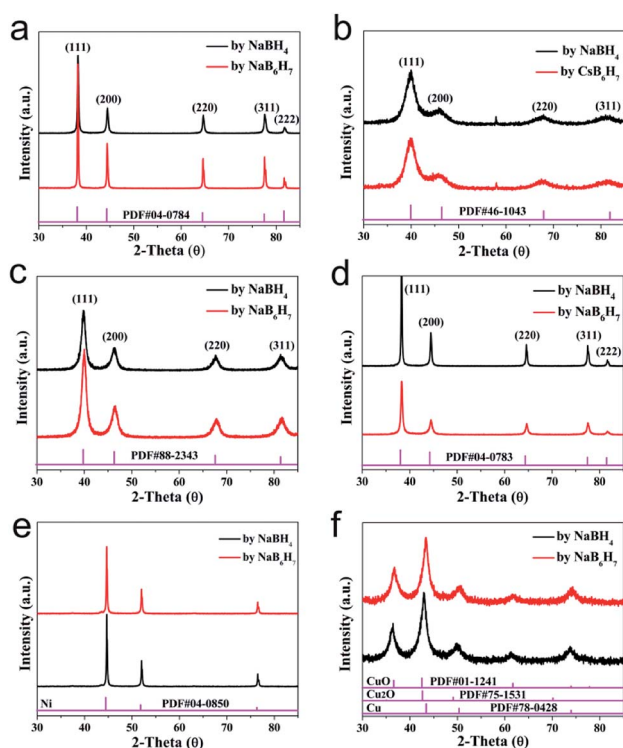 a
(111)
by NaBH4
by NaB6H7
(200)
(220)
(311)
(222)
Intensity (a.u.)
PDF#04-0784
30 40 50 60 70 80
2-Theta (θ)
b
(111)
by NaBH4
by CsB6H7
(200)
(220)
(311)
Intensity (a.u.)
PDF#46-1043
30 40 50 60 70 80
2-Theta (θ)
c
(111)
by NaBH4
by NaB6H7
(200)
(220)
(311)
Intensity (a.u.)
PDF#88-2343
30 40 50 60 70 80
2-Theta (θ)
d
(111)
by NaBH4
by NaB6H7
(200)
(220)
(311)
(222)
Intensity (a.u.)
PDF#04-0783
30 40 50 60 70 80
2-Theta (θ)
e
by NaBH4
by NaB6H7
Intensity (a.u.)
Ni PDF#04-0850
30 40 50 60 70 80
2-Theta (θ)
f
by NaBH4
by NaB6H7
Intensity (a.u.)
CuO PDF#01-1241
Cu2O PDF#75-1531
Cu PDF#78-0428
30 40 50 60 70 80
2-Theta (θ)